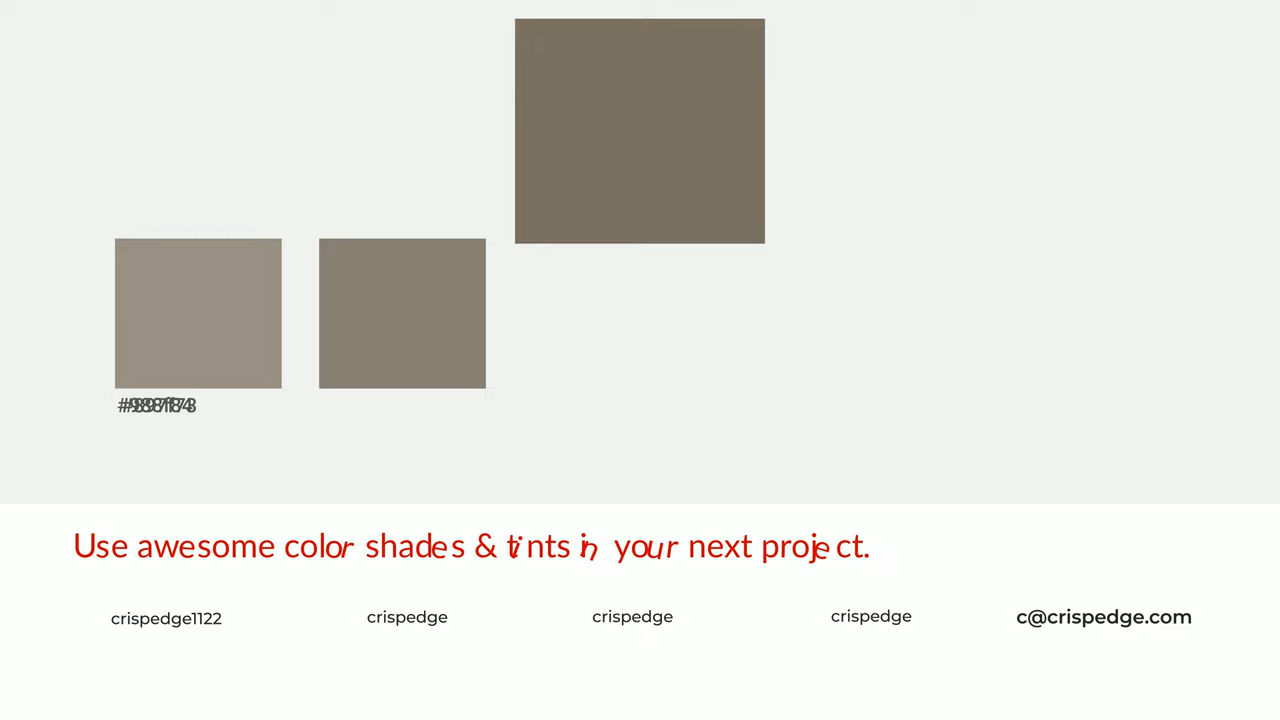 Use awesome color shades & tints in your next project.
crispedge1122 crispedge crispedge crispedge c@crispedge.com